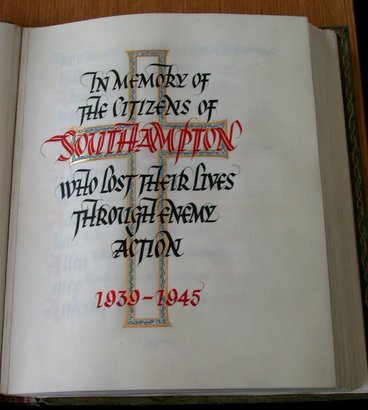 IN MEMORY OF
THE CITIZENS OF
SOUTHAMPTON
WHO LOST THEIR LIVES
THROUGH ENEMY
ACTION
1939-1945